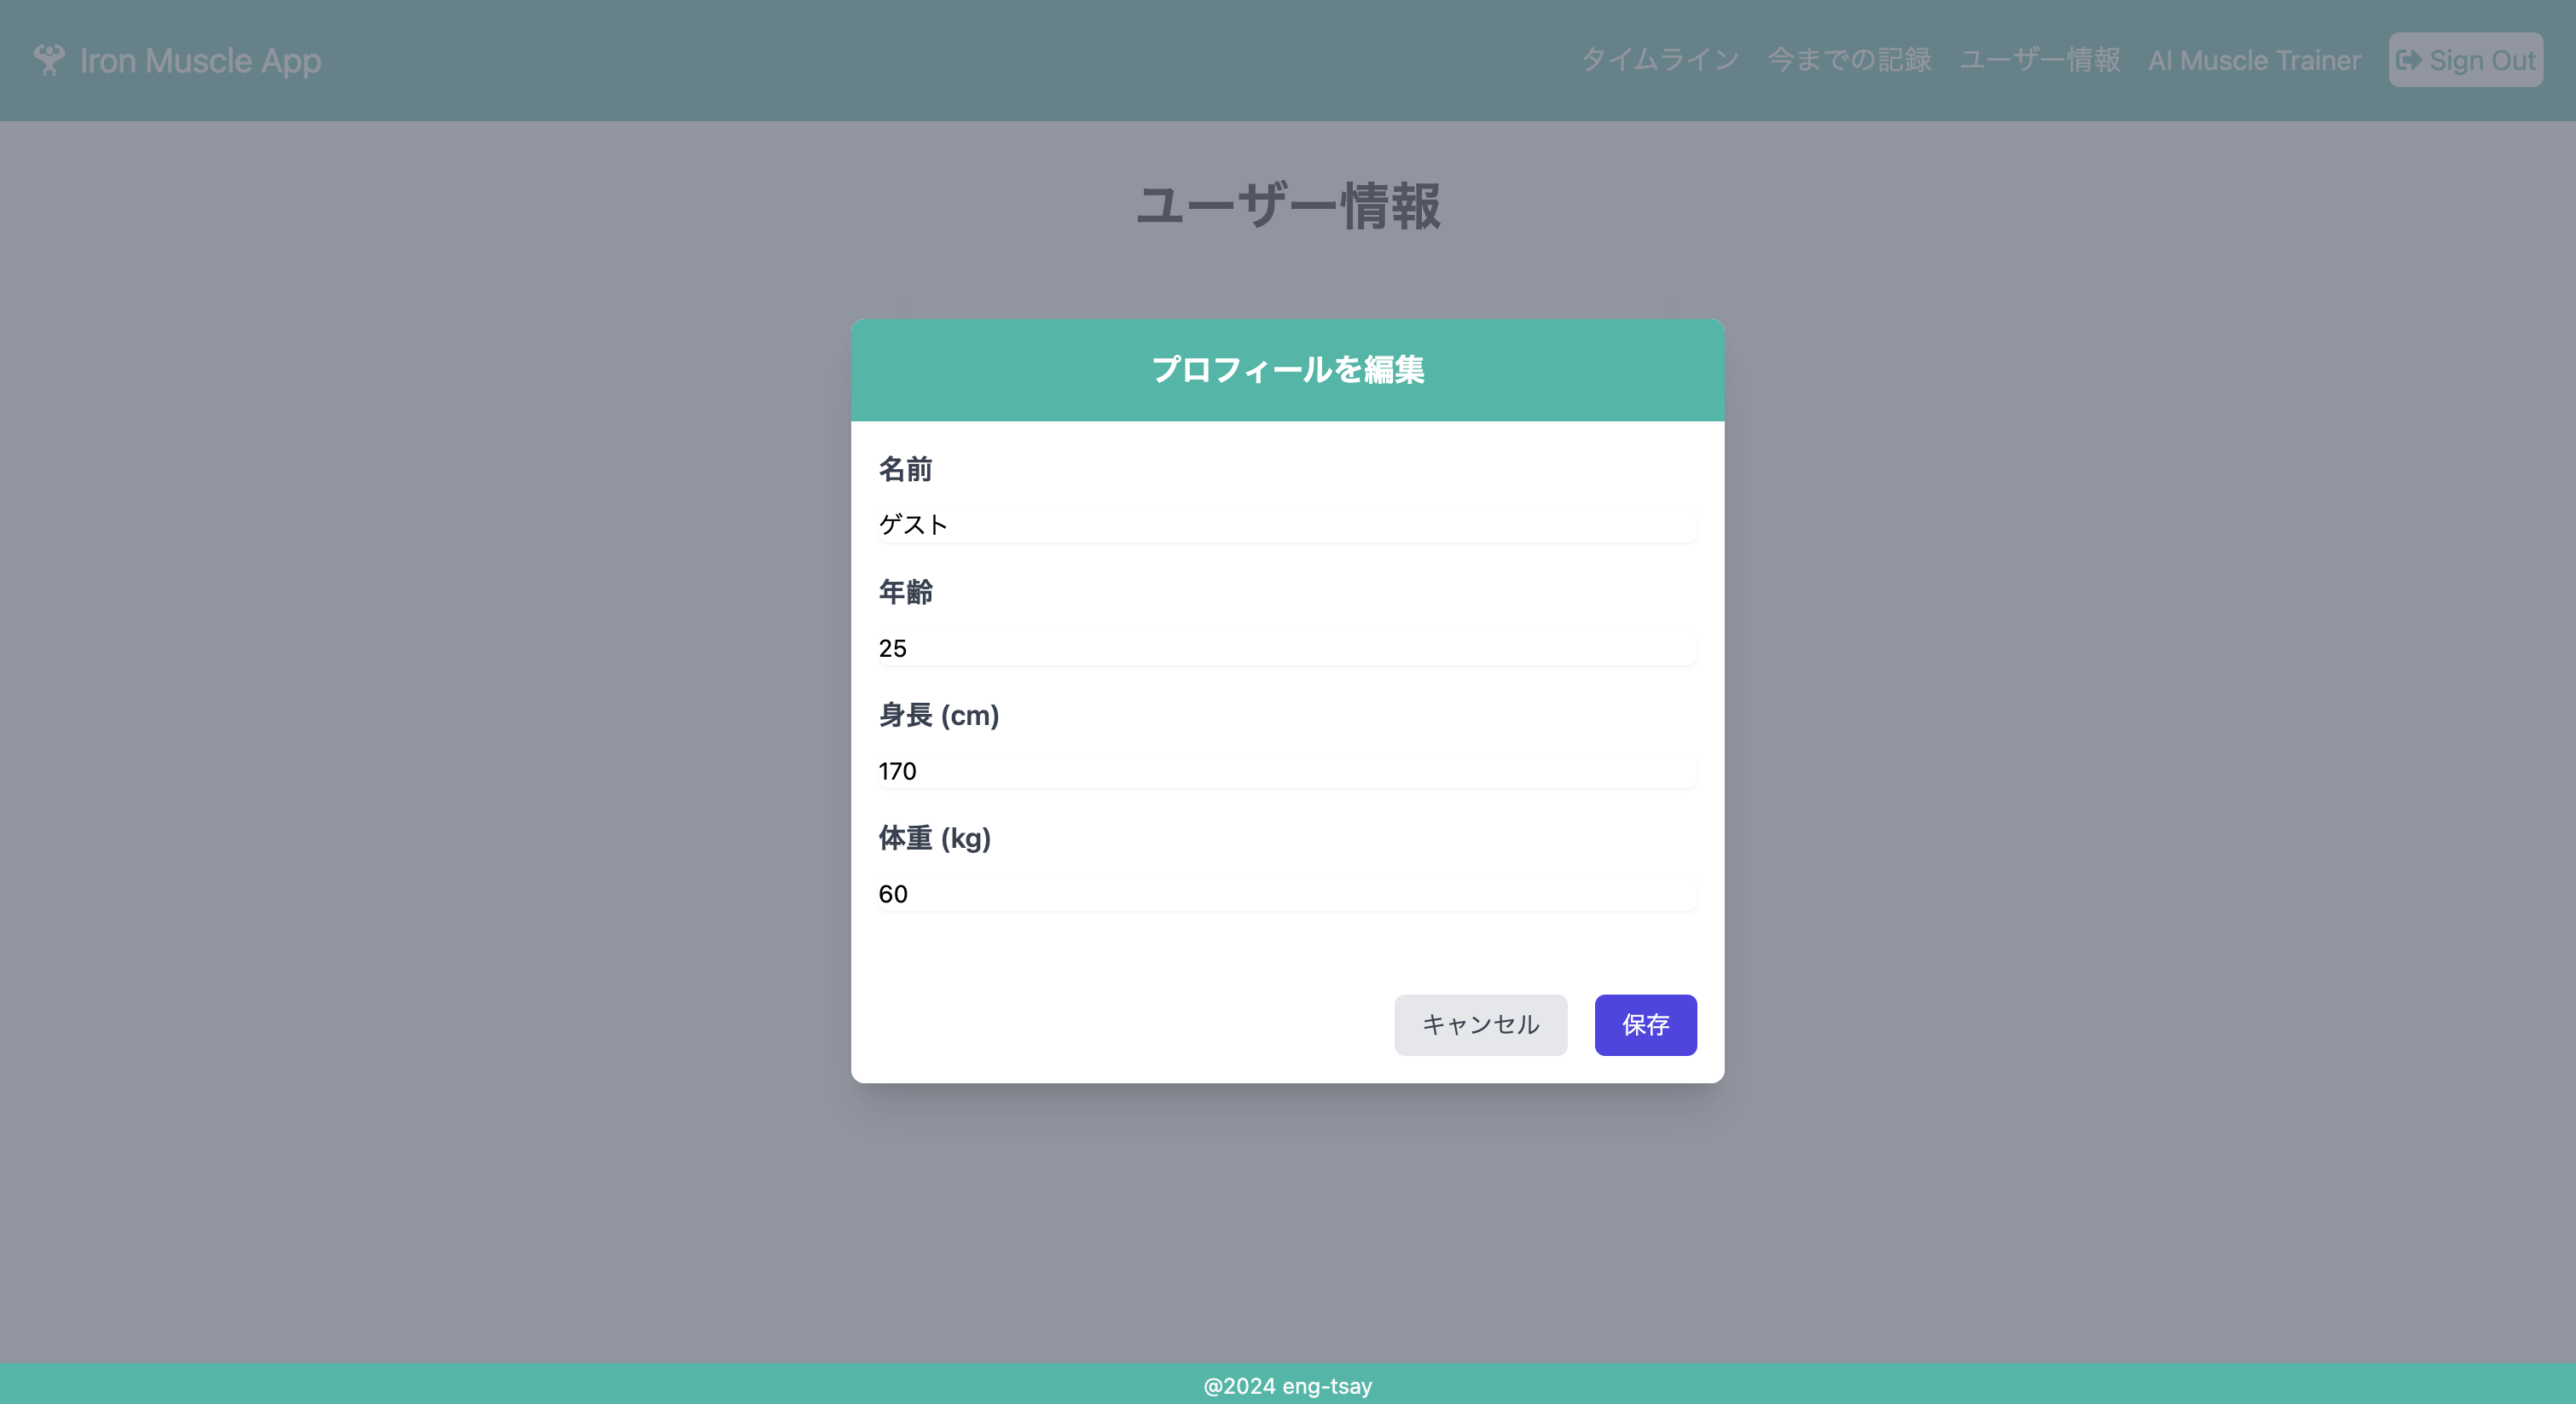 Iron Muscle App
タイムライン 今までの記録 ユーザー情報 AI Muscle Trainer Sign Out
ユーザー情報
プロフィールを編集
名前
ゲスト
年齢
25
身長 (cm)
170
体重 (kg)
60
キャンセル 保存
@2024 eng-tsay